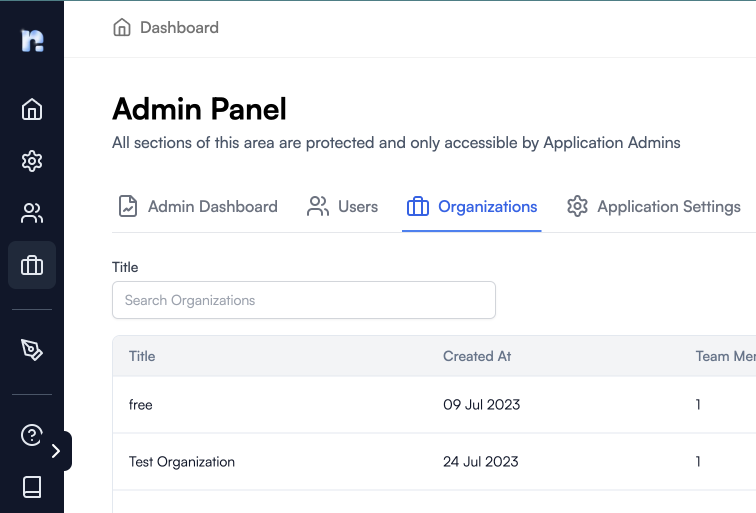 n.
Dashboard
Admin Panel
All sections of this area are protected and only accessible by Application Admins
Admin Dashboard Users Organizations Application Settings
Title
Search Organizations
Title Created At Team Mem
free 09 Jul 2023 1
Test Organization 24 Jul 2023 1